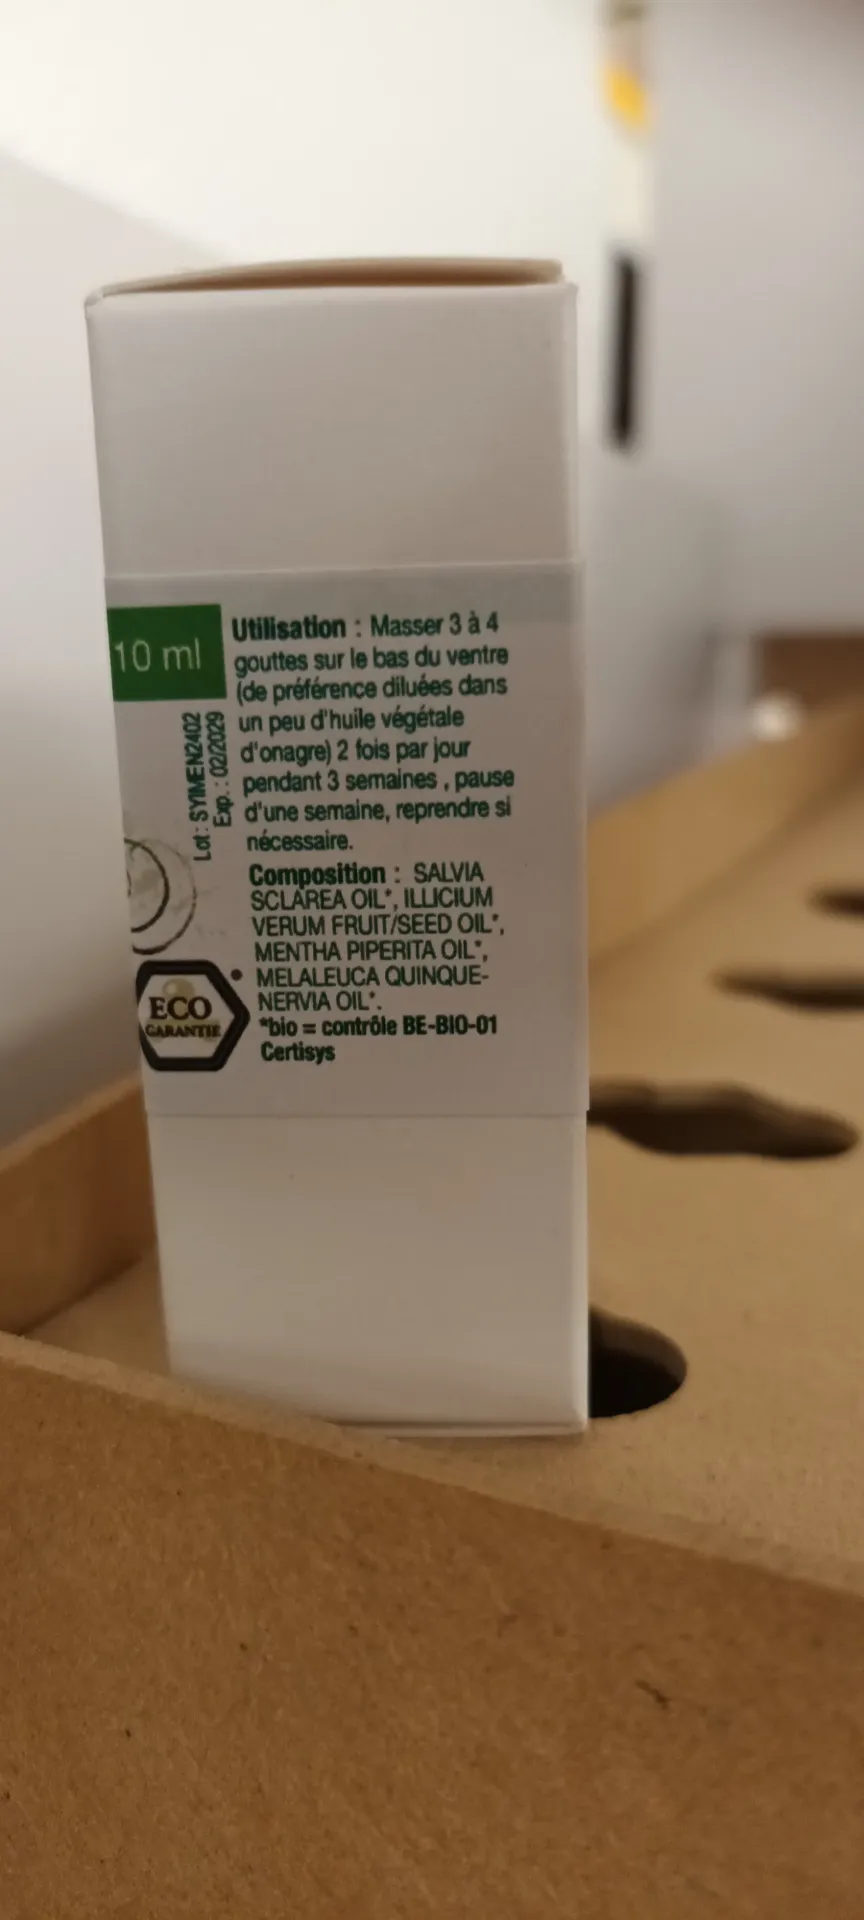 10 ml
Lot: SYIMEN2402
Exp.: 02/2029
Utilisation : Masser 3 à 4
gouttes sur le bas du ventre
(de préférence diluées dans
un peu d'huile végétale
d'onagre) 2 fois par jour
pendant 3 semaines , pause
d'une semaine, reprendre si
nécessaire.
Composition : SALVIA
SCLAREA OIL*, ILLICIUM
VERUM FRUIT/SEED OIL*,
MENTHA PIPERITA OIL*,
MELALEUCA QUINQUE-
NERVIA OIL*.
*bio = contrôle BE-BIO-01
Certisys
ECO
GARANTIE